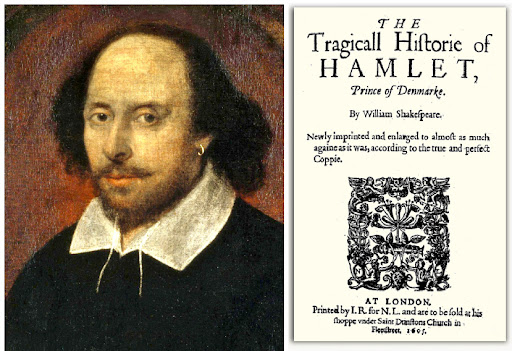 THE
Tragicall Hiſtorie of
HAMLET,
Prince of Denmarke.
By William Shakeſpeare.
Newly imprinted and enlarged to almoſt as much
againe as it was, according to the true and perfect
Coppie.
AT LONDON,
Printed by I. R. for N. L. and are to be ſold at his
ſhoppe vnder Saint Dunſtons Church in
Fleetſtreet. 1605.